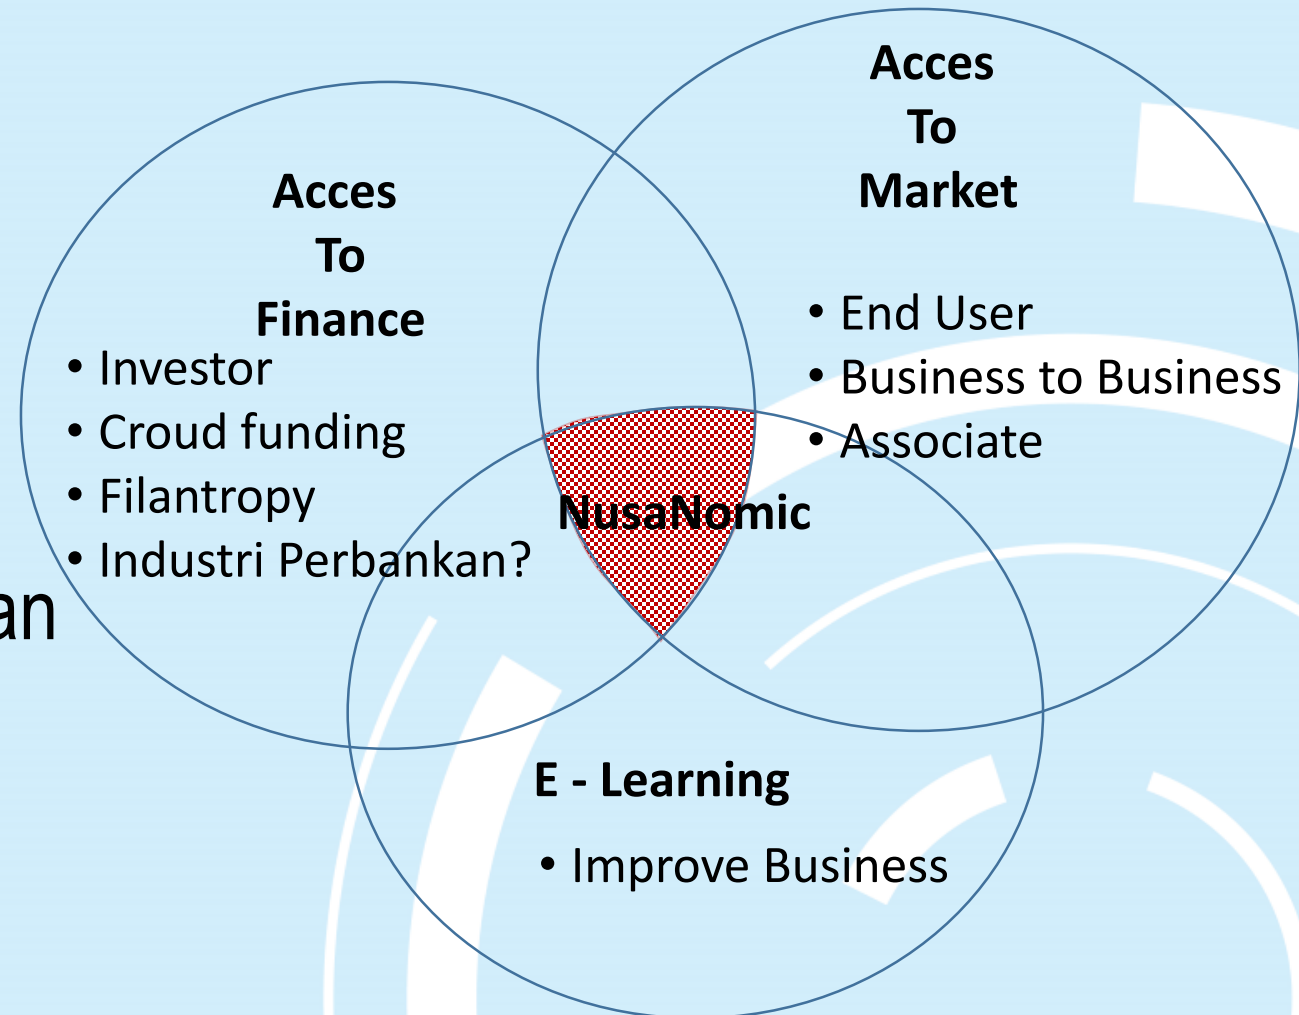 Acces
To
Finance
• Investor
• Croud funding
• Filantropy
• Industri Perbankan?
an
Acces
To
Market
• End User
• Business to Business
• Associate
NusaNomic
E - Learning
• Improve Business